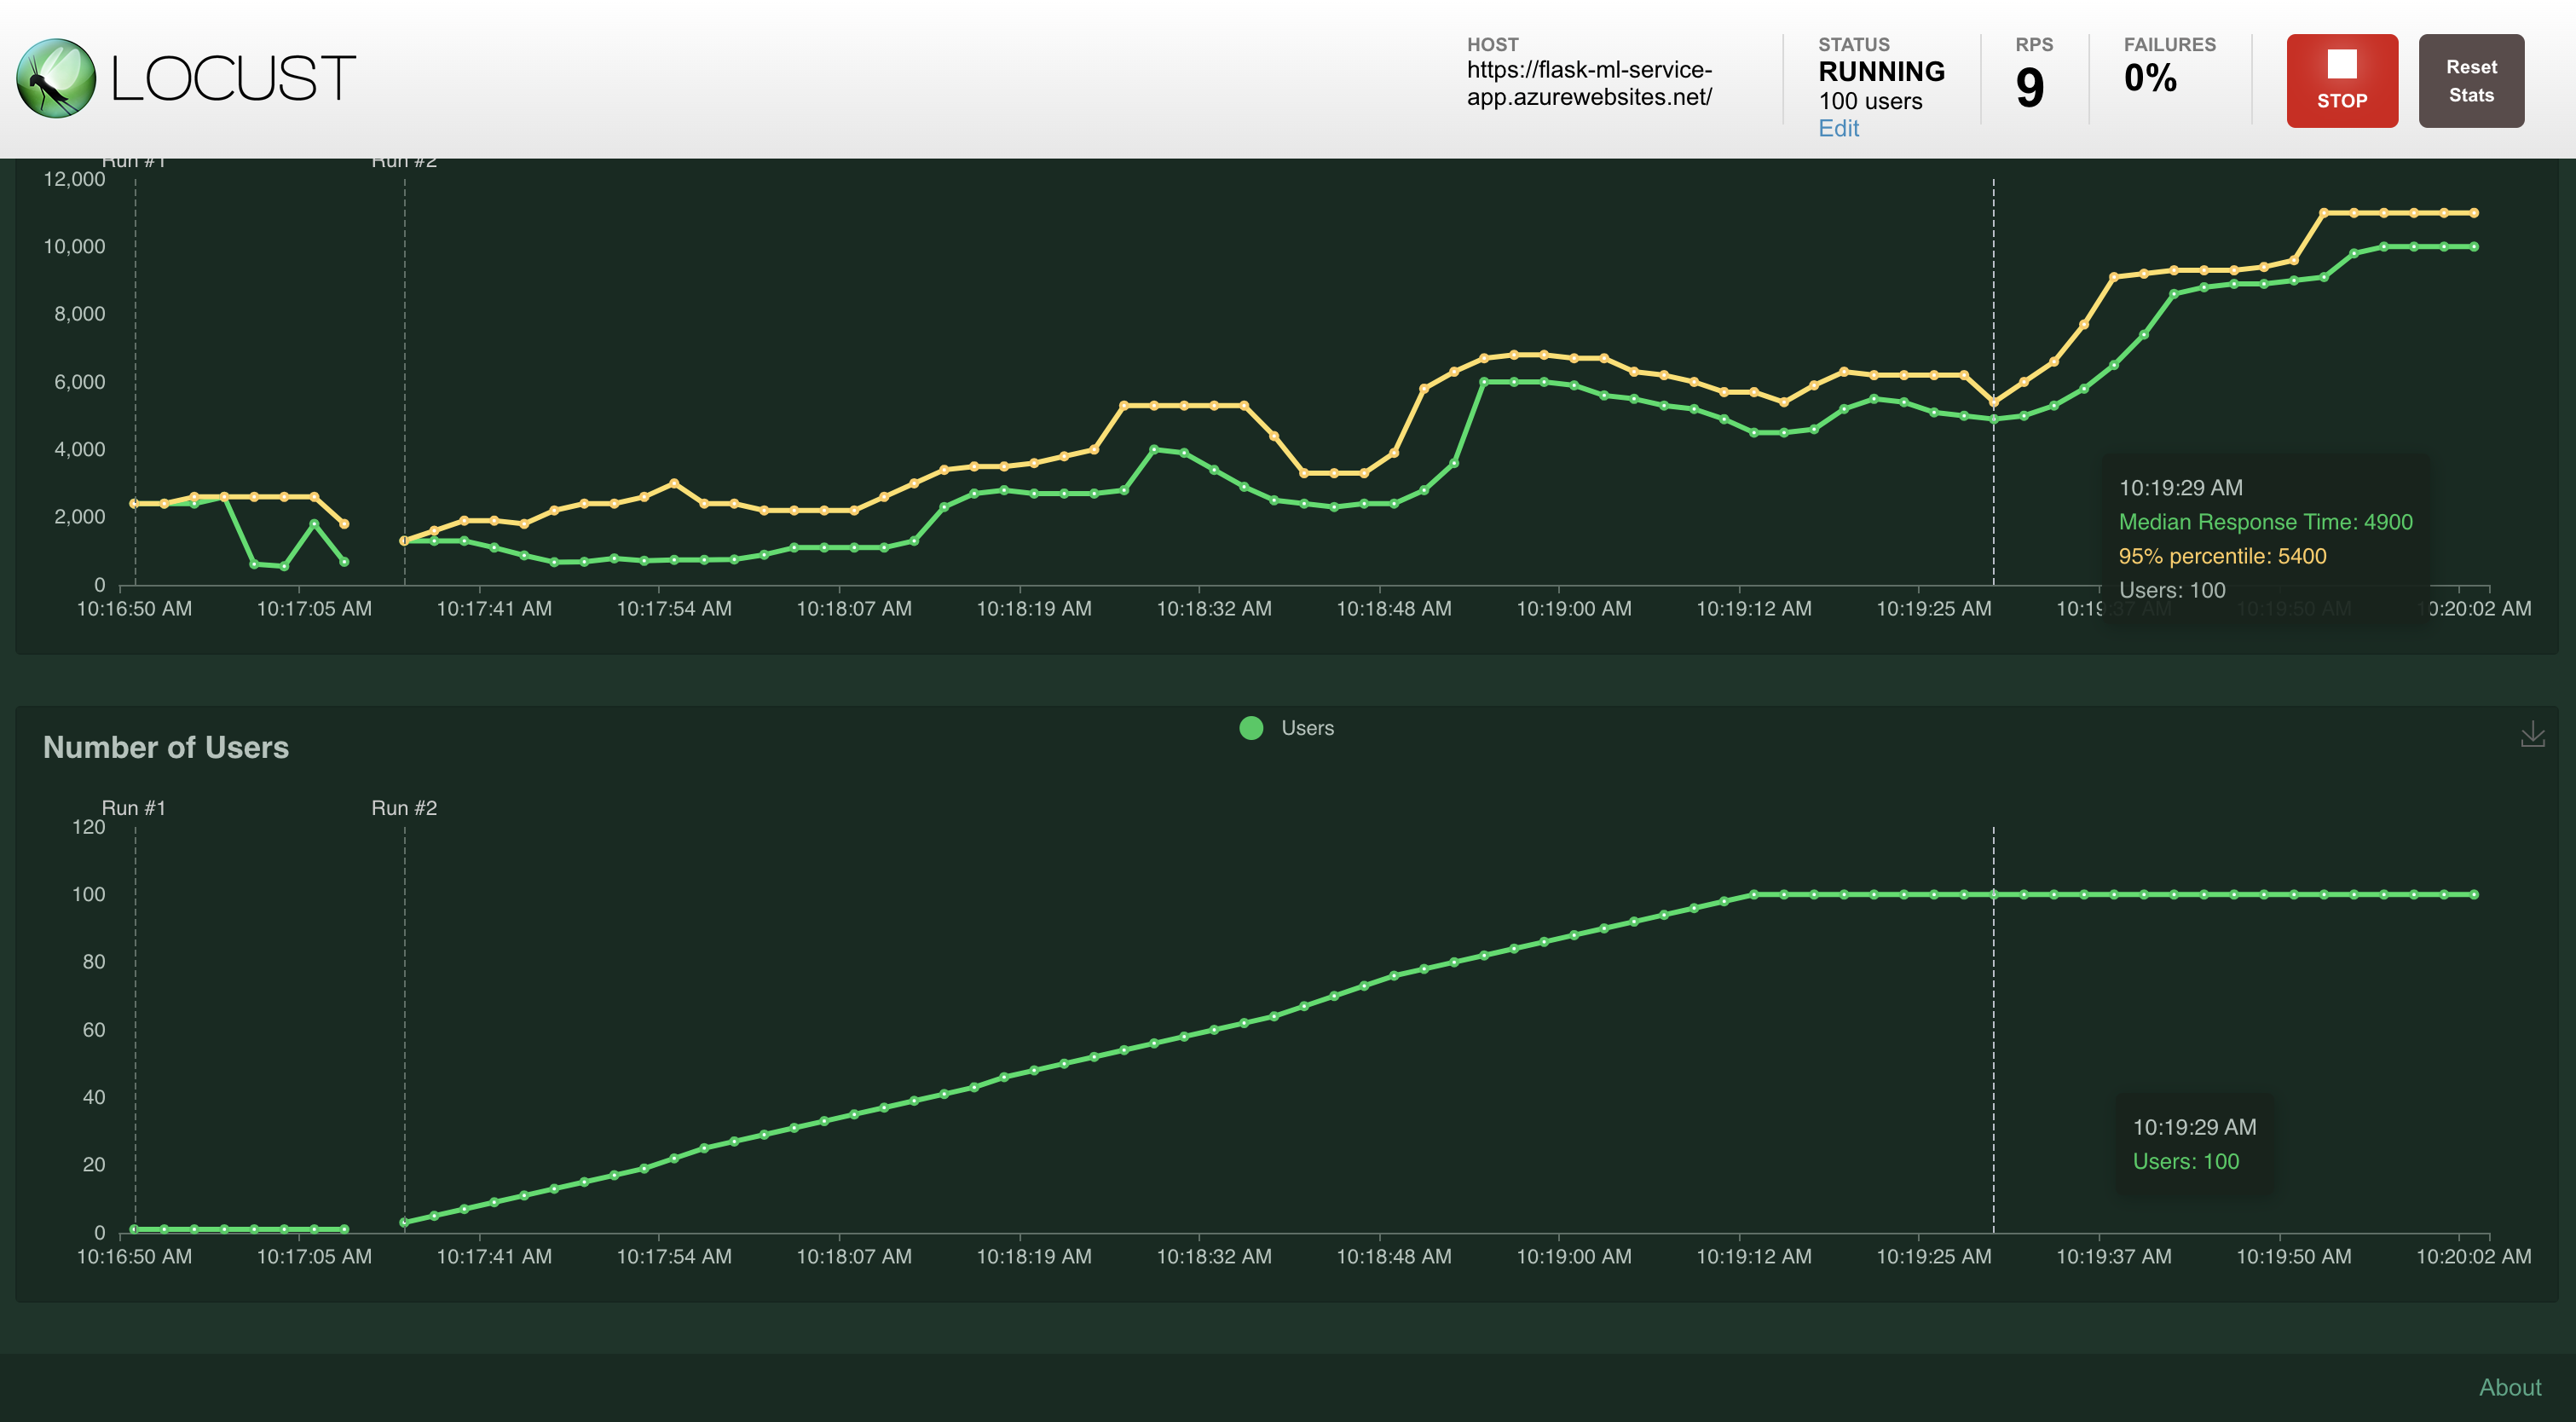 LOCUST
HOST
https://flask-ml-service-
app.azurewebsites.net/
STATUS
RUNNING
100 users
Edit
RPS
9
FAILURES
0%
STOP
Reset
Stats
Run #1 Run #2
12,000
10,000
8,000
6,000
4,000
2,000
0
10:16:50 AM 10:17:05 AM 10:17:41 AM 10:17:54 AM 10:18:07 AM 10:18:19 AM 10:18:32 AM 10:18:48 AM 10:19:00 AM 10:19:12 AM 10:19:25 AM 10:19:37 AM 10:19:50 AM 0:20:02 AM
10:19:29 AM
Median Response Time: 4900
95% percentile: 5400
Users: 100
Number of Users
Users
Run #1 Run #2
120
100
80
60
40
20
0
10:16:50 AM 10:17:05 AM 10:17:41 AM 10:17:54 AM 10:18:07 AM 10:18:19 AM 10:18:32 AM 10:18:48 AM 10:19:00 AM 10:19:12 AM 10:19:25 AM 10:19:37 AM 10:19:50 AM 10:20:02 AM
10:19:29 AM
Users: 100
About